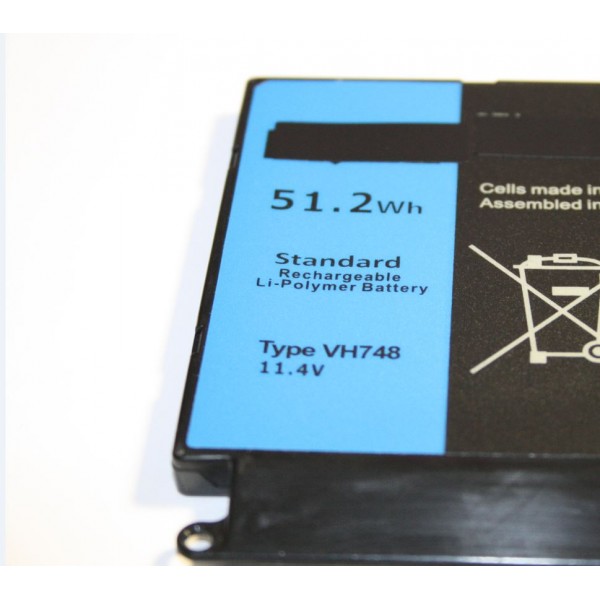 51.2Wh
Standard
Rechargeable
Li-Polymer Battery
Type VH748
11.4V
Cells made in
Assembled in